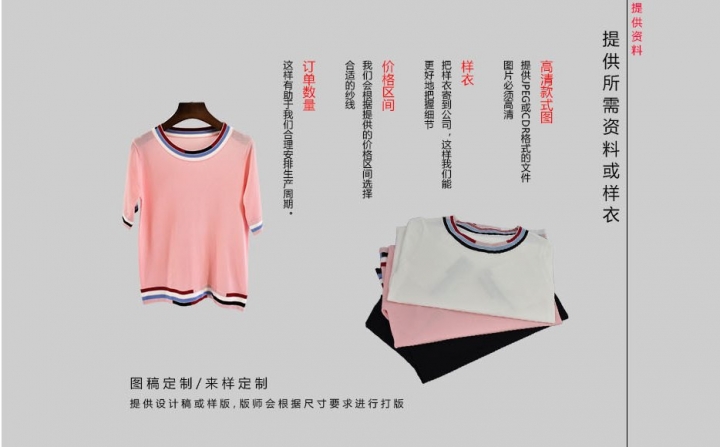 提供资料
提供所需资料或样衣
高清款式图
提供JPEG或CDR格式的文件
图片必须高清
样衣
把样衣寄到公司，这样我们能
更好地把握细节
价格区间
我们会根据提供的价格区间选择
合适的纱线
订单数量
这样有助于我们合理安排生产周期。
图稿定制/来样定制
提供设计稿或样版,版师会根据尺寸要求进行打版